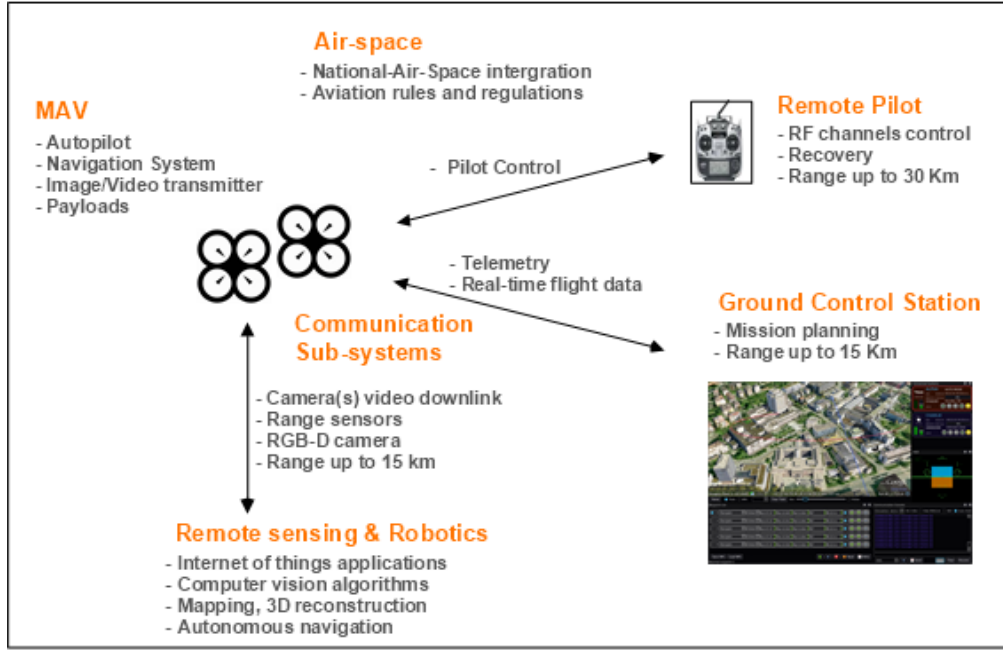 Air-space
- National-Air-Space intergration
- Aviation rules and regulations
MAV
- Autopilot
- Navigation System
- Image/Video transmitter
- Payloads
Remote Pilot
- RF channels control
- Recovery
- Range up to 30 Km
- Pilot Control
- Telemetry
- Real-time flight data
Ground Control Station
- Mission planning
- Range up to 15 Km
Communication
Sub-systems
- Camera(s) video downlink
- Range sensors
- RGB-D camera
- Range up to 15 km
Remote sensing & Robotics
- Internet of things applications
- Computer vision algorithms
- Mapping, 3D reconstruction
- Autonomous navigation